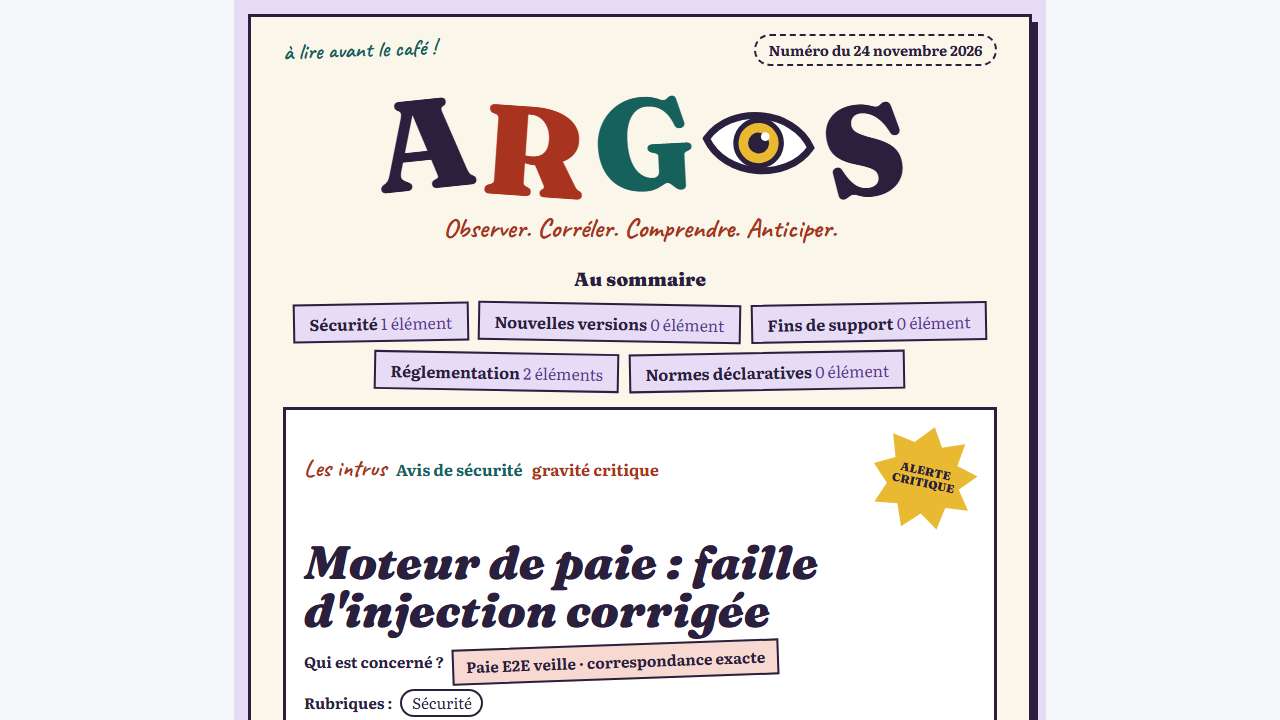 à lire avant le café !
Numéro du 24 novembre 2026
ARGOS
Observer. Corréler. Comprendre. Anticiper.
Au sommaire
Sécurité 1 élément
Nouvelles versions 0 élément
Fins de support 0 élément
Réglementation 2 éléments
Normes déclaratives 0 élément
Les intrus Avis de sécurité gravité critique
ALERTE
CRITIQUE
Moteur de paie : faille
d'injection corrigée
Qui est concerné ? Paie E2E veille · correspondance exacte
Rubriques : Sécurité